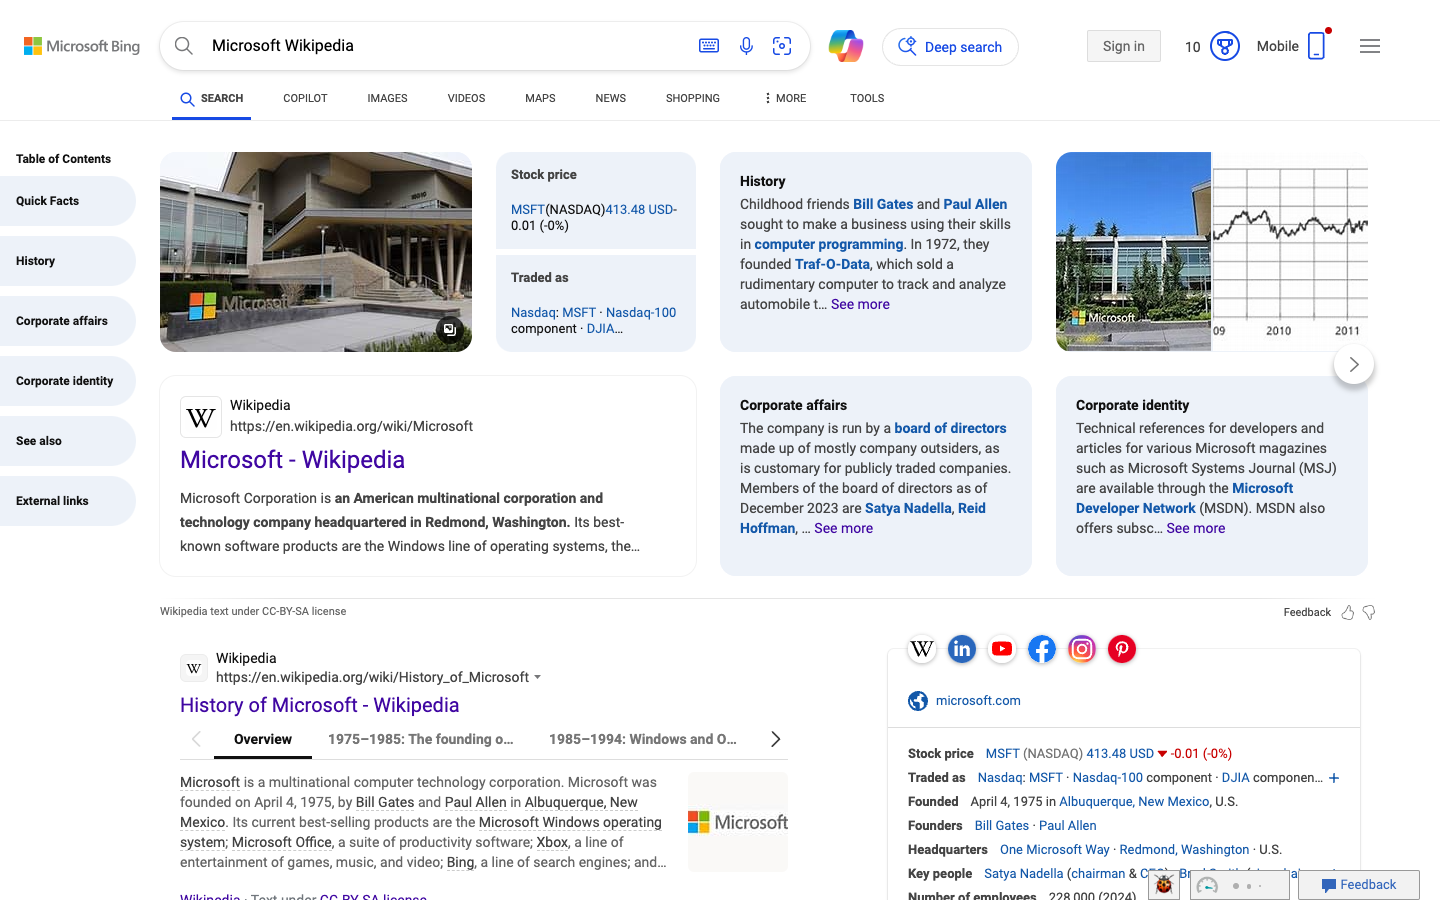 Microsoft Bing
Microsoft Wikipedia
Deep search
Sign in
10
Mobile
SEARCH
COPILOT
IMAGES
VIDEOS
MAPS
NEWS
SHOPPING
MORE
TOOLS
Table of Contents
Quick Facts
History
Corporate affairs
Corporate identity
See also
External links
Microsoft
Stock price
MSFT(NASDAQ)413.48 USD-
0.01 (-0%)
Traded as
Nasdaq: MSFT · Nasdaq-100
component · DJIA…
History
Childhood friends Bill Gates and Paul Allen
sought to make a business using their skills
in computer programming. In 1972, they
founded Traf-O-Data, which sold a
rudimentary computer to track and analyze
automobile t… See more
Microsoft
09 2010 2011
W
Wikipedia
https://en.wikipedia.org/wiki/Microsoft
Microsoft - Wikipedia
Microsoft Corporation is an American multinational corporation and
technology company headquartered in Redmond, Washington. Its best-
known software products are the Windows line of operating systems, the…
Corporate affairs
The company is run by a board of directors
made up of mostly company outsiders, as
is customary for publicly traded companies.
Members of the board of directors as of
December 2023 are Satya Nadella, Reid
Hoffman, … See more
Corporate identity
Technical references for developers and
articles for various Microsoft magazines
such as Microsoft Systems Journal (MSJ)
are available through the Microsoft
Developer Network (MSDN). MSDN also
offers subsc… See more
Wikipedia text under CC-BY-SA license
Feedback
W
Wikipedia
https://en.wikipedia.org/wiki/History_of_Microsoft
History of Microsoft - Wikipedia
Overview
1975–1985: The founding o…
1985–1994: Windows and O…
Microsoft is a multinational computer technology corporation. Microsoft was
founded on April 4, 1975, by Bill Gates and Paul Allen in Albuquerque, New
Mexico. Its current best-selling products are the Microsoft Windows operating
system; Microsoft Office, a suite of productivity software; Xbox, a line of
entertainment of games, music, and video; Bing, a line of search engines; and…
Microsoft
Wikipedia · Text under CC-BY-SA license
W in
microsoft.com
Stock price MSFT (NASDAQ) 413.48 USD -0.01 (-0%)
Traded as Nasdaq: MSFT · Nasdaq-100 component · DJIA componen…
Founded April 4, 1975 in Albuquerque, New Mexico, U.S.
Founders Bill Gates · Paul Allen
Headquarters One Microsoft Way · Redmond, Washington · U.S.
Key people Satya Nadella (chairman &
Number of employees 228,000 (2024)
Feedback